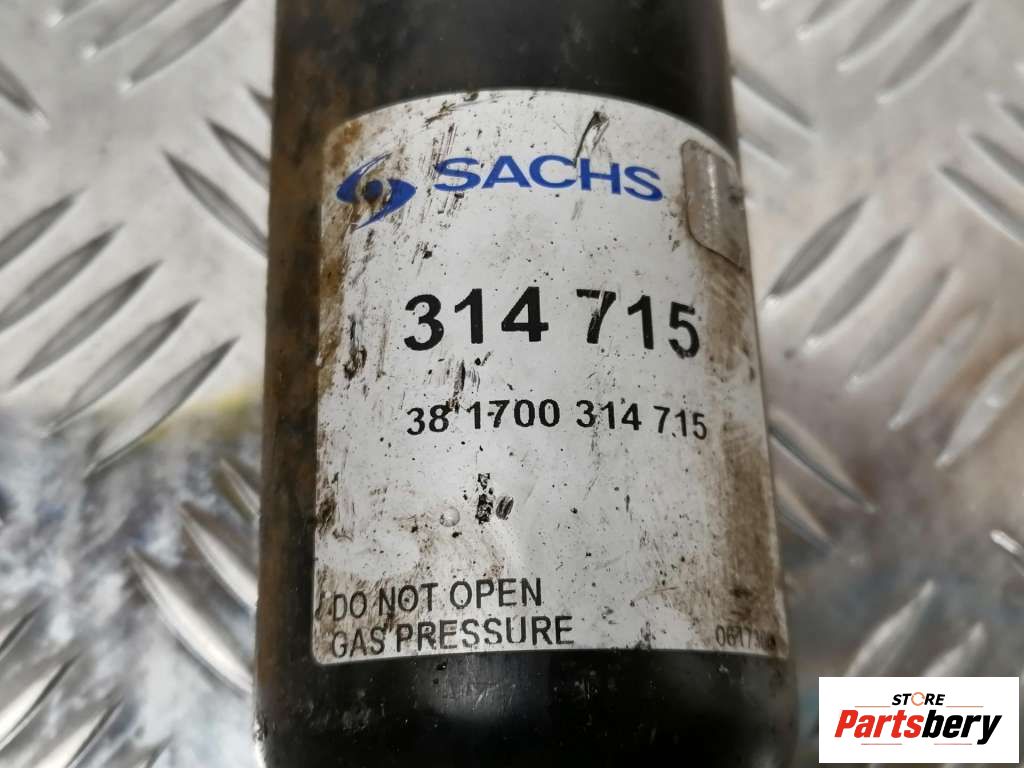 SACHS
314 715
38 1700 314 715
DO NOT OPEN
GAS PRESSURE
STORE
Partsbery